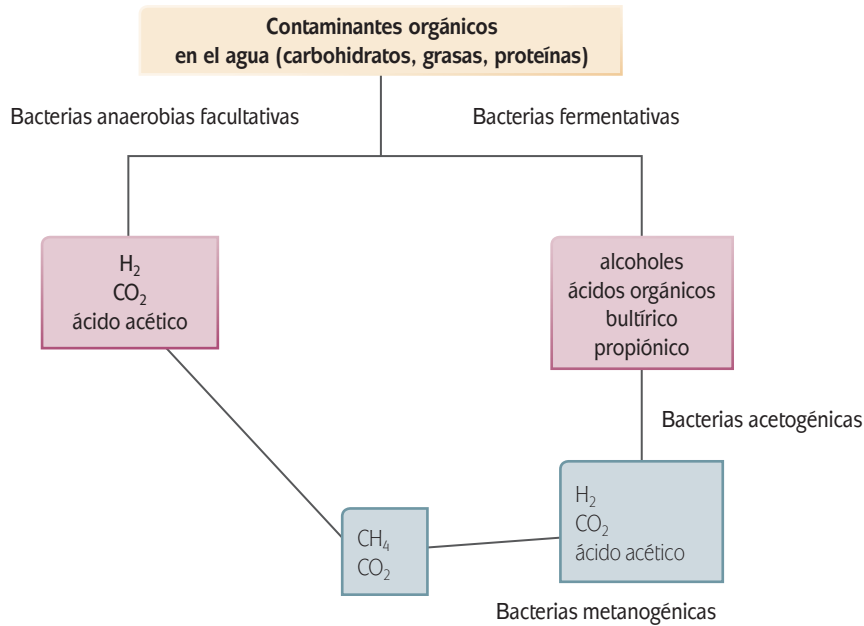 Contaminantes orgánicos
en el agua (carbohidratos, grasas, proteínas)
Bacterias anaerobias facultativas
Bacterias fermentativas
H₂
CO₂
ácido acético
alcoholes
ácidos orgánicos
bultírico
propiónico
Bacterias acetogénicas
H₂
CO₂
ácido acético
CH₄
CO₂
Bacterias metanogénicas